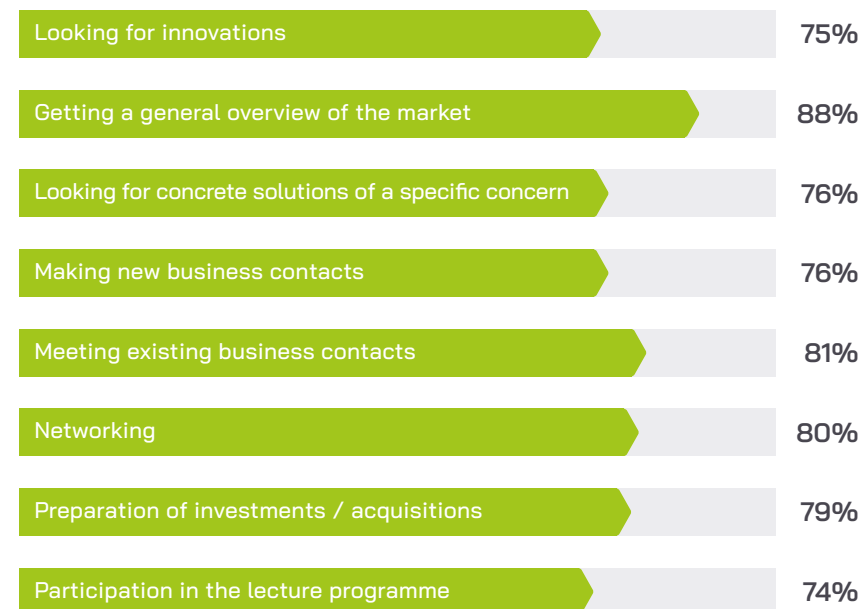 Looking for innovations 75%
Getting a general overview of the market 88%
Looking for concrete solutions of a specific concern 76%
Making new business contacts 76%
Meeting existing business contacts 81%
Networking 80%
Preparation of investments / acquisitions 79%
Participation in the lecture programme 74%